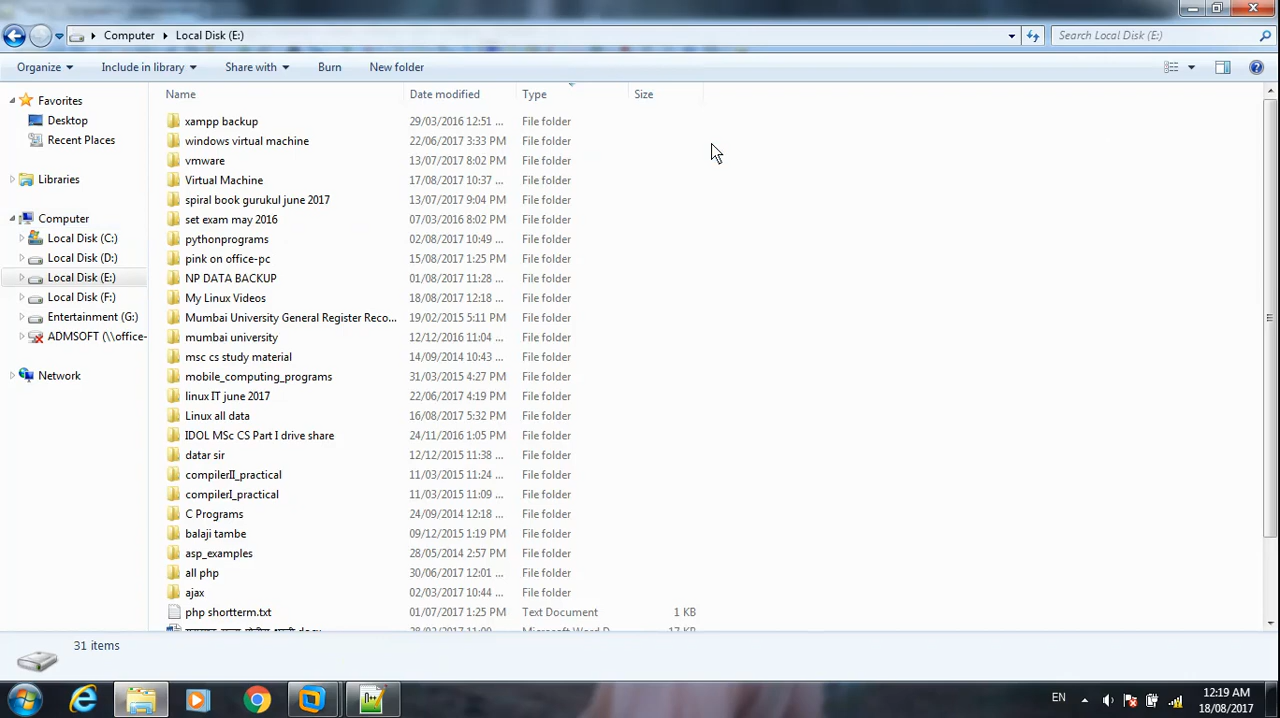 Computer Local Disk (E:) Search Local Disk (E:)
Organize Include in library Share with Burn New folder
Name Date modified Type Size
Favorites
Desktop
Recent Places
Libraries
Computer
Local Disk (C:)
Local Disk (D:)
Local Disk (E:)
Local Disk (F:)
Entertainment (G:)
ADMSOFT (\\office-
Network
xampp backup 29/03/2016 12:51 ... File folder
windows virtual machine 22/06/2017 3:33 PM File folder
vmware 13/07/2017 8:02 PM File folder
Virtual Machine 17/08/2017 10:37 ... File folder
spiral book gurukul june 2017 13/07/2017 9:04 PM File folder
set exam may 2016 07/03/2016 8:02 PM File folder
pythonprograms 02/08/2017 10:49 ... File folder
pink on office-pc 15/08/2017 1:25 PM File folder
NP DATA BACKUP 01/08/2017 11:28 ... File folder
My Linux Videos 18/08/2017 12:18 ... File folder
Mumbai University General Register Reco... 19/02/2015 5:11 PM File folder
mumbai university 12/12/2016 11:04 ... File folder
msc cs study material 14/09/2014 10:43 ... File folder
mobile_computing_programs 31/03/2015 4:27 PM File folder
linux IT june 2017 22/06/2017 4:19 PM File folder
Linux all data 16/08/2017 5:32 PM File folder
IDOL MSc CS Part I drive share 24/11/2016 1:05 PM File folder
datar sir 12/12/2015 11:38 ... File folder
compilerII_practical 11/03/2015 11:24 ... File folder
compilerI_practical 11/03/2015 11:09 ... File folder
C Programs 24/09/2014 12:18 ... File folder
balaji tambe 09/12/2015 1:19 PM File folder
asp_examples 28/05/2014 2:57 PM File folder
all php 30/06/2017 12:01 ... File folder
ajax 02/03/2017 10:44 ... File folder
php shortterm.txt 01/07/2017 1:25 PM Text Document 1 KB
31 items
EN
12:19 AM
18/08/2017